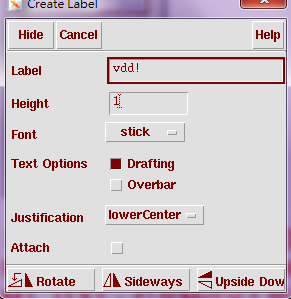 Create Label
Hide Cancel Help
Label vdd!
Height 1
Font stick
Text Options Drafting
Overbar
Justification lowerCenter
Attach
Rotate Sideways Upside Dow